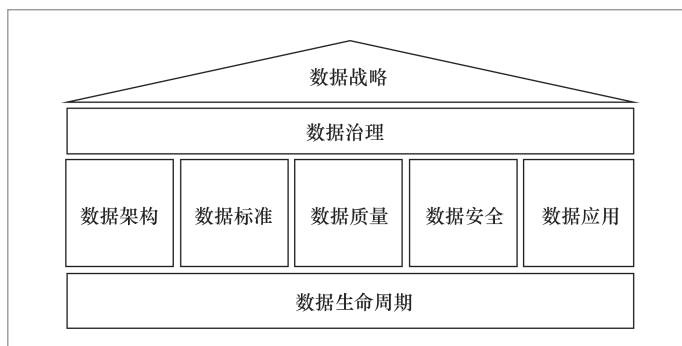 数据战略
数据治理
数据架构
数据标准
数据质量
数据安全
数据应用
数据生命周期